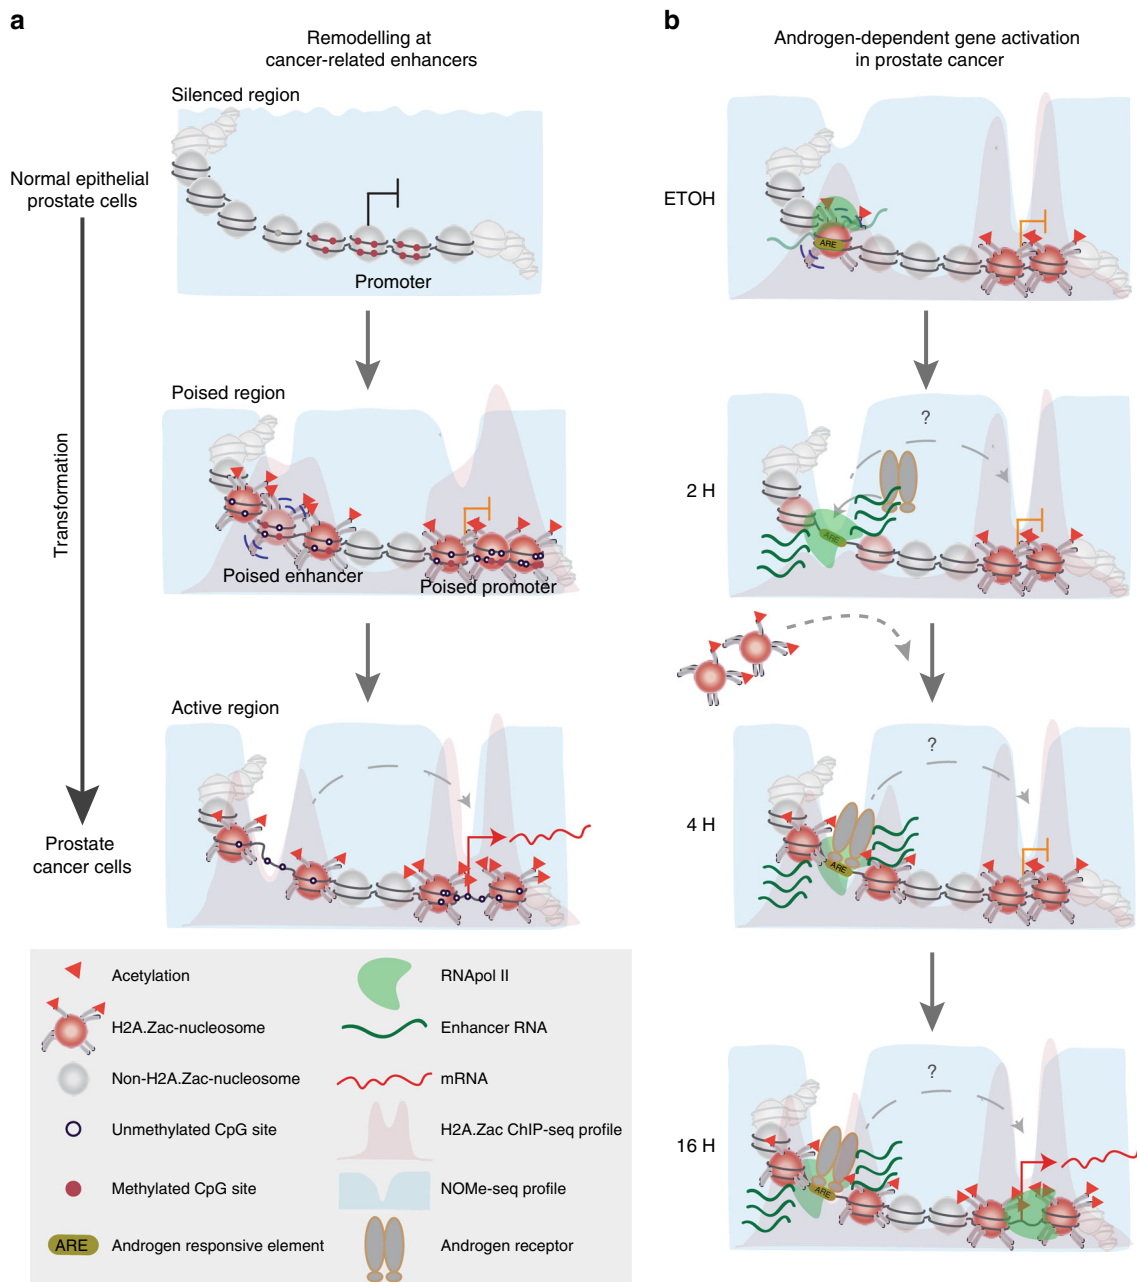 a
Remodelling at
cancer-related enhancers
Silenced region
Normal epithelial
prostate cells
Promoter
Transformation
Poised region
Poised enhancer
Poised promoter
Active region
Prostate
cancer cells
b
Androgen-dependent gene activation
in prostate cancer
ETOH
ARE
2 H
?
ARE
4 H
?
ARE
16 H
?
ARE
Acetylation
H2A.Zac-nucleosome
Non-H2A.Zac-nucleosome
Unmethylated CpG site
Methylated CpG site
ARE
Androgen responsive element
RNApol II
Enhancer RNA
mRNA
H2A.Zac ChIP-seq profile
NOMe-seq profile
Androgen receptor